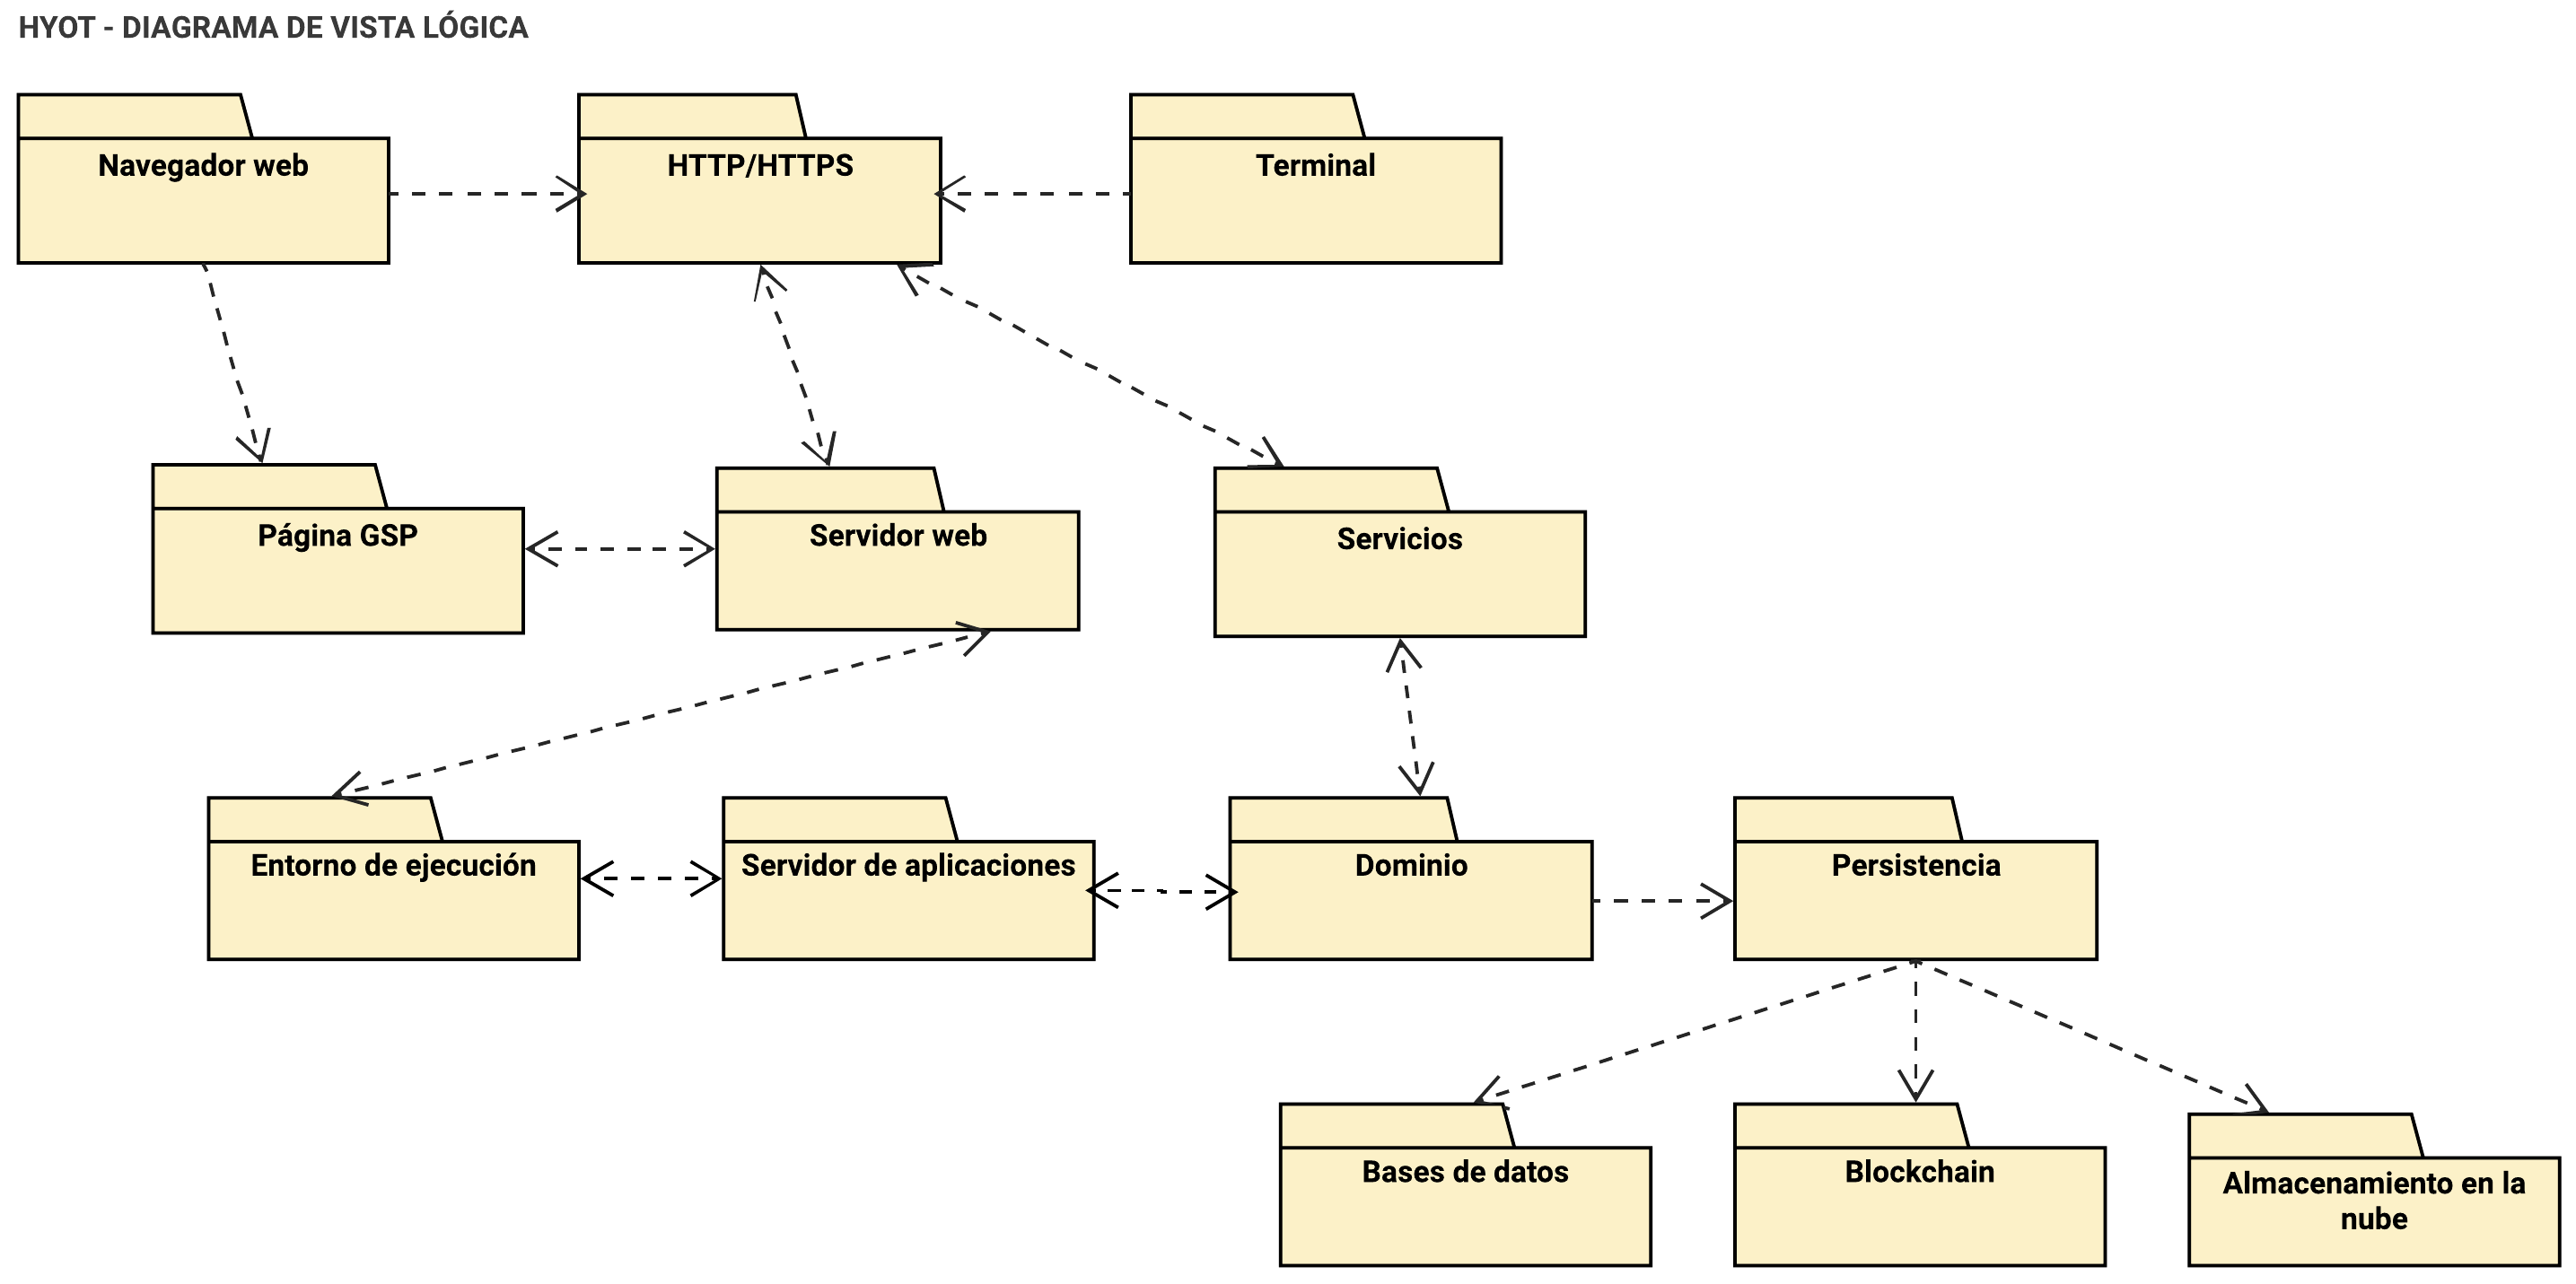 HYOT - DIAGRAMA DE VISTA LÓGICA
Navegador web
HTTP/HTTPS
Terminal
Página GSP
Servidor web
Servicios
Entorno de ejecución
Servidor de aplicaciones
Dominio
Persistencia
Bases de datos
Blockchain
Almacenamiento en la
nube